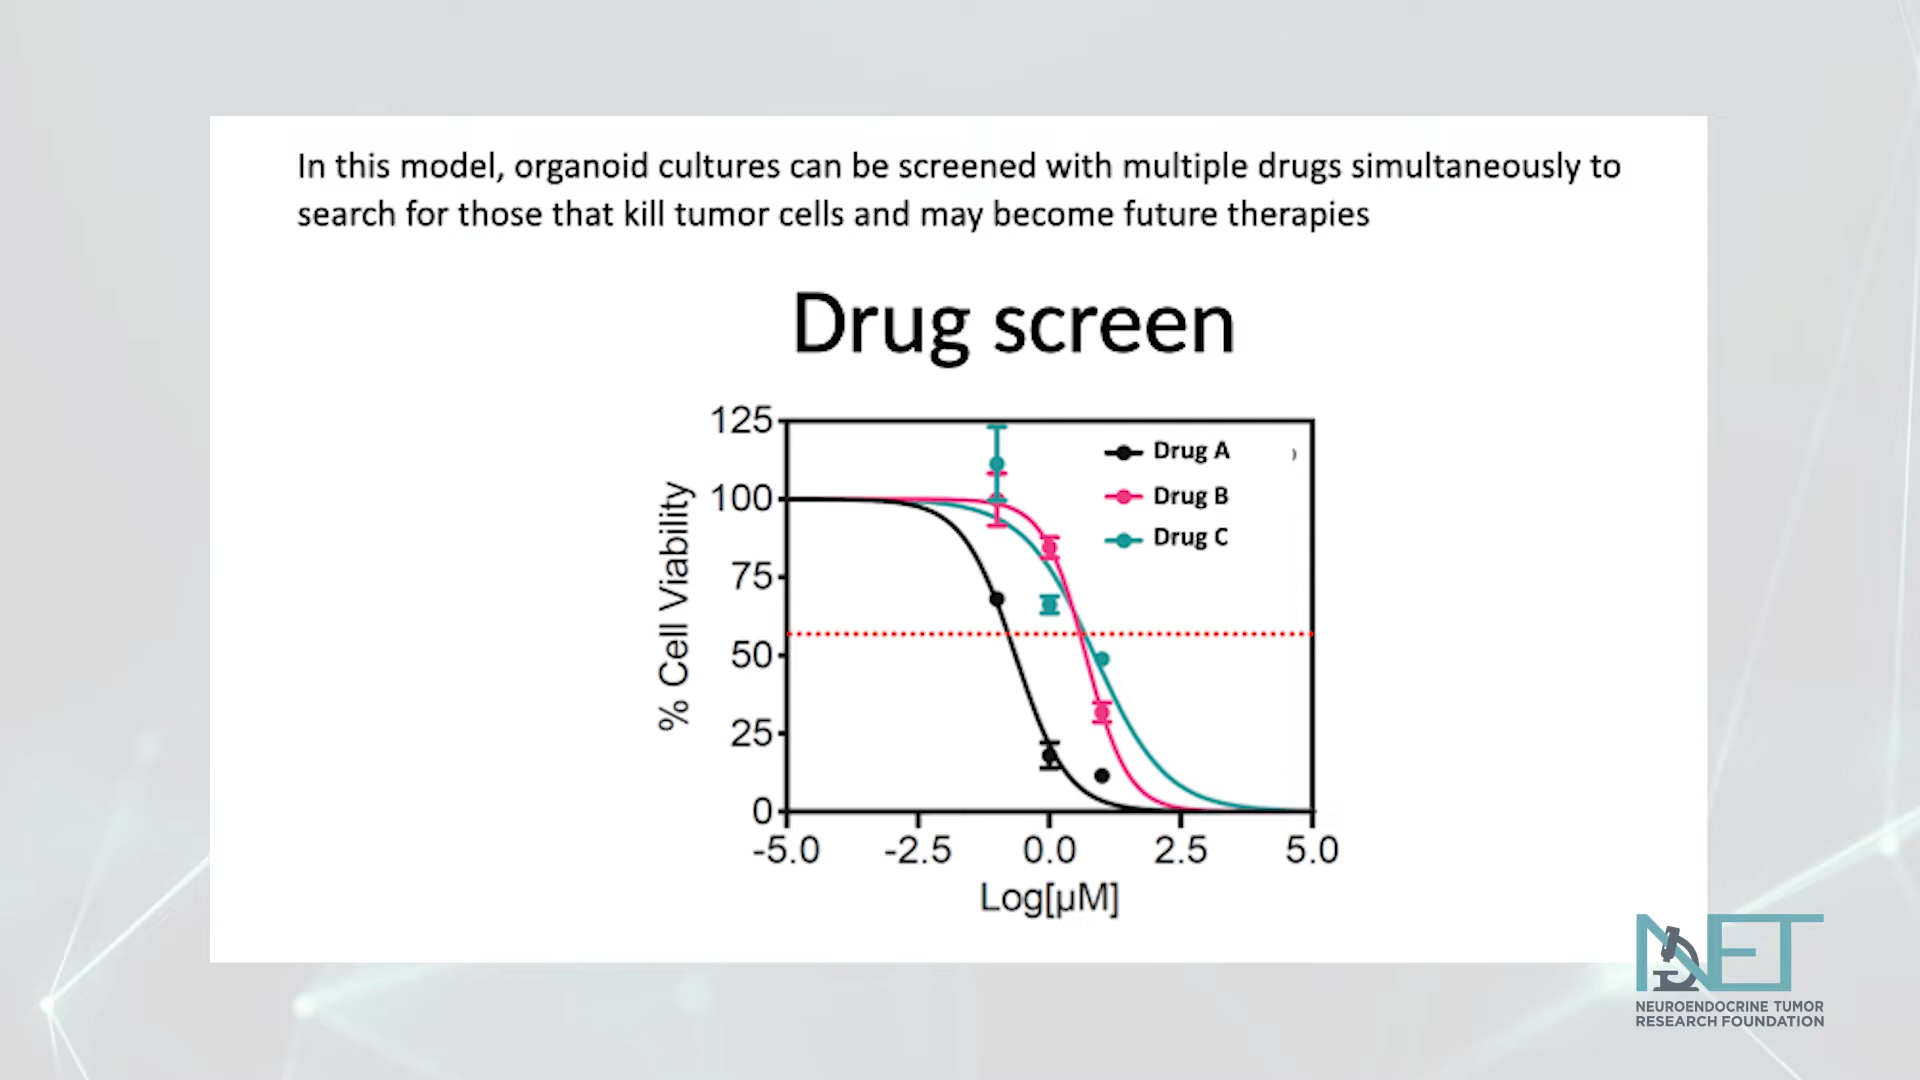 In this model, organoid cultures can be screened with multiple drugs simultaneously to
search for those that kill tumor cells and may become future therapies
Drug screen
125
100
75
50
25
0
% Cell Viability
Drug A
Drug B
Drug C
-5.0 -2.5 0.0 2.5 5.0
Log[µM]
NET
NEUROENDOCRINE TUMOR
RESEARCH FOUNDATION